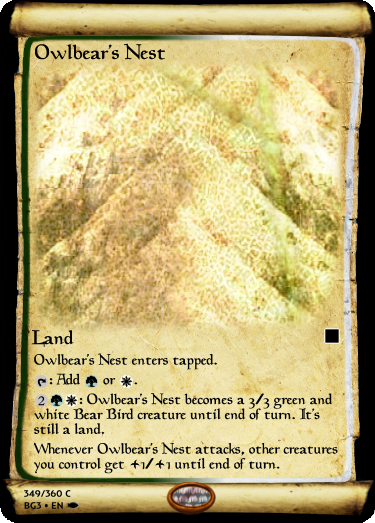 Owlbear's Nest
Land
Owlbear's Nest enters tapped.
: Add or .
2 : Owlbear's Nest becomes a 3/3 green and
white Bear Bird creature until end of turn. It's
still a land.
Whenever Owlbear's Nest attacks, other creatures
you control get +1/+1 until end of turn.
349/360 C
BG3 • EN